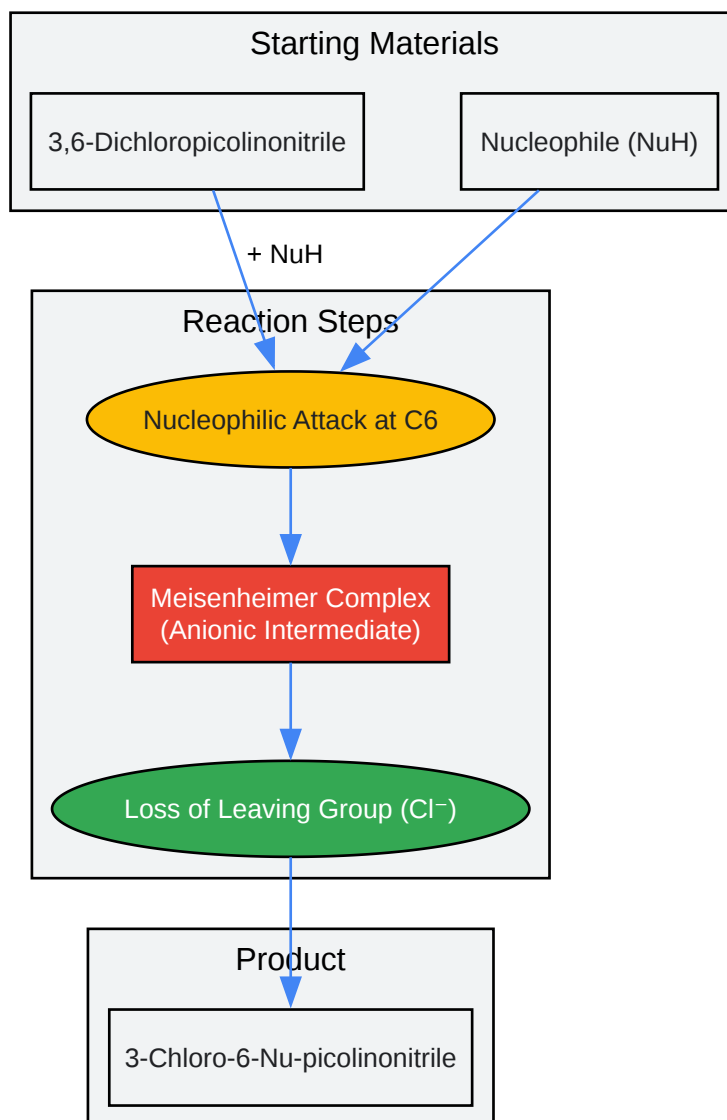 Starting Materials
3,6-Dichloropicolinonitrile
Nucleophile (NuH)
+ NuH
Reaction Steps
Nucleophilic Attack at C6
Meisenheimer Complex
(Anionic Intermediate)
Loss of Leaving Group (Cl⁻)
Product
3-Chloro-6-Nu-picolinonitrile